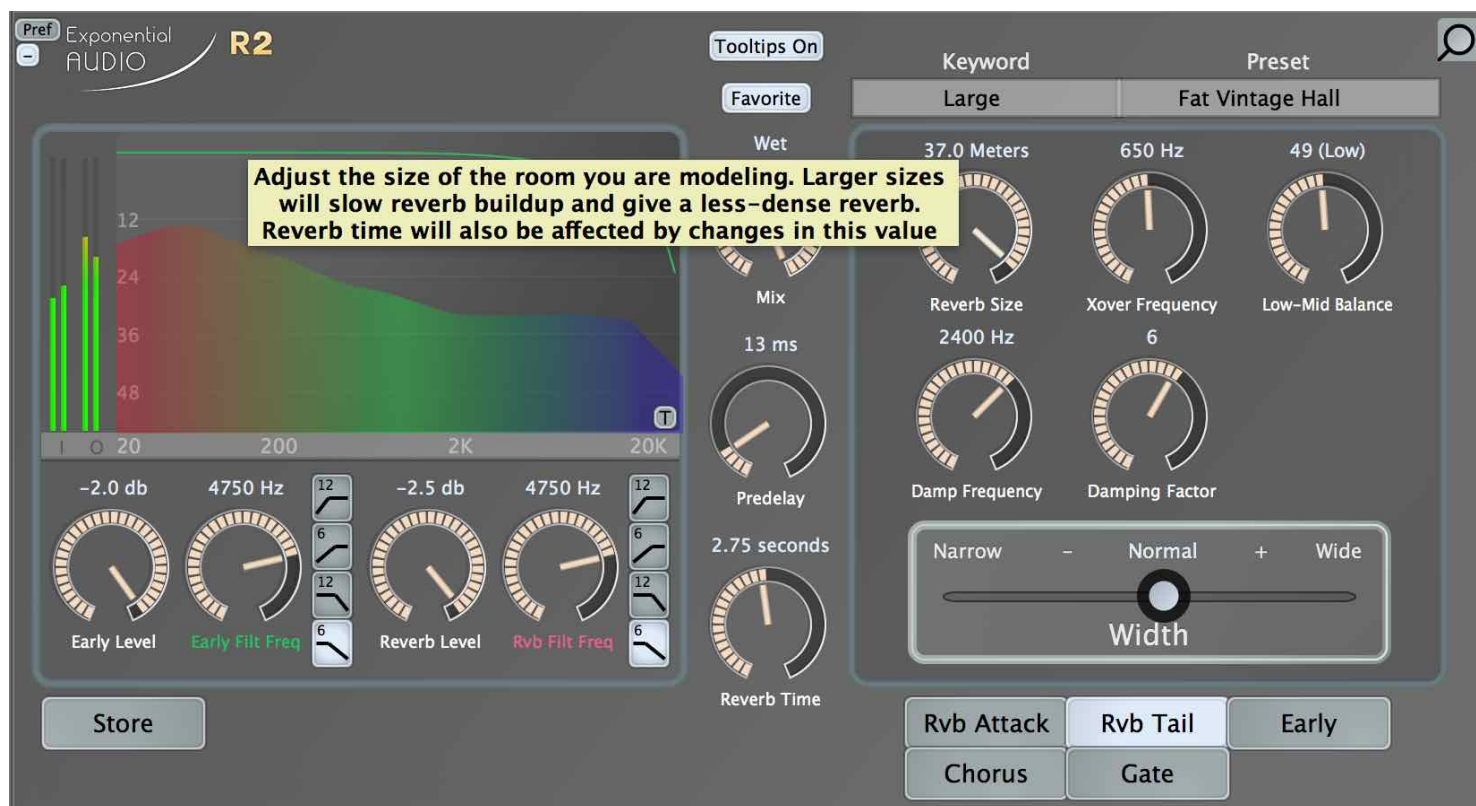 Pref
Exponential
AUDIO
R2
-
Tooltips On
Favorite
Keyword
Preset
Large
Fat Vintage Hall
Wet
37.0 Meters
650 Hz
49 (Low)
Adjust the size of the room you are modeling. Larger sizes
will slow reverb buildup and give a less-dense reverb.
Reverb time will also be affected by changes in this value
12
24
36
48
T
I O 20 200 2K 20K
Mix
Reverb Size
Xover Frequency
Low-Mid Balance
13 ms
2400 Hz
6
Predelay
Damp Frequency
Damping Factor
-2.0 db
4750 Hz
12
6
12
6
-2.5 db
4750 Hz
12
6
12
6
Early Level
Early Filt Freq
Reverb Level
Rvb Filt Freq
2.75 seconds
Reverb Time
Narrow - Normal + Wide
Width
Store
Rvb Attack
Rvb Tail
Early
Chorus
Gate